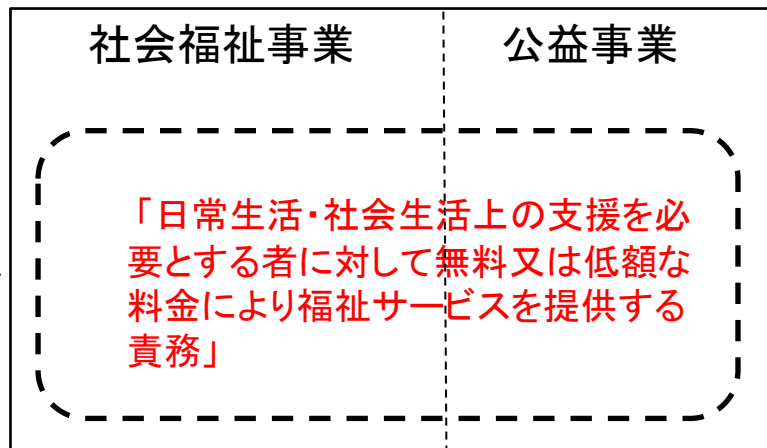 社会福祉事業
公益事業
「日常生活・社会生活上の支援を必
要とする者に対して無料又は低額な
料金により福祉サービスを提供する
責務」